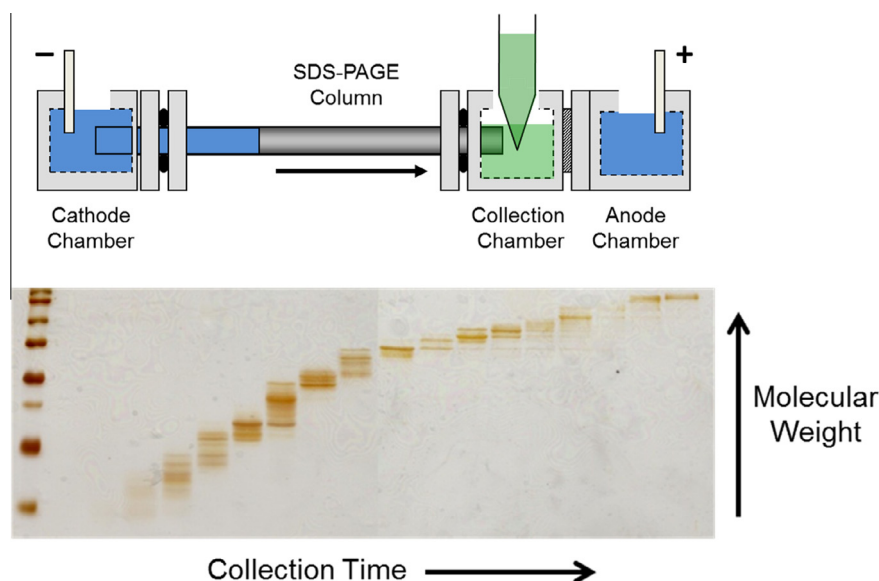 −
+
SDS-PAGE
Column
Cathode
Chamber
Collection
Chamber
Anode
Chamber
Molecular
Weight
Collection Time